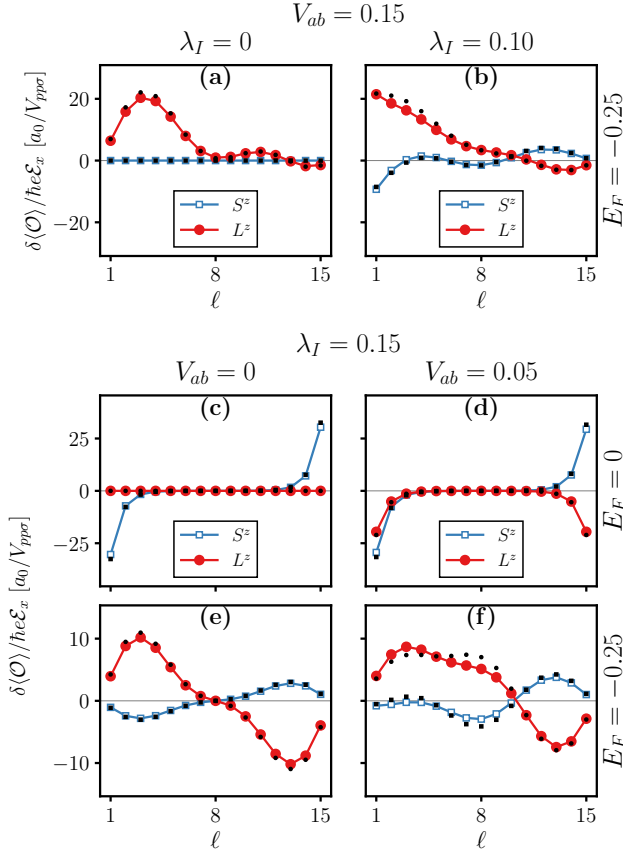 V_{ab} = 0.15
λ_I = 0
λ_I = 0.10
(a)
(b)
δ⟨𝒪⟩/ℏeℰ_x [a_0/V_{ppσ}]
20
0
−20
S^z
L^z
S^z
L^z
E_F = −0.25
1
8
15
1
8
15
ℓ
ℓ
λ_I = 0.15
V_{ab} = 0
V_{ab} = 0.05
(c)
(d)
25
0
−25
S^z
L^z
S^z
L^z
E_F = 0
δ⟨𝒪⟩/ℏeℰ_x [a_0/V_{ppσ}]
(e)
(f)
10
0
−10
E_F = −0.25
1
8
15
1
8
15
ℓ
ℓ